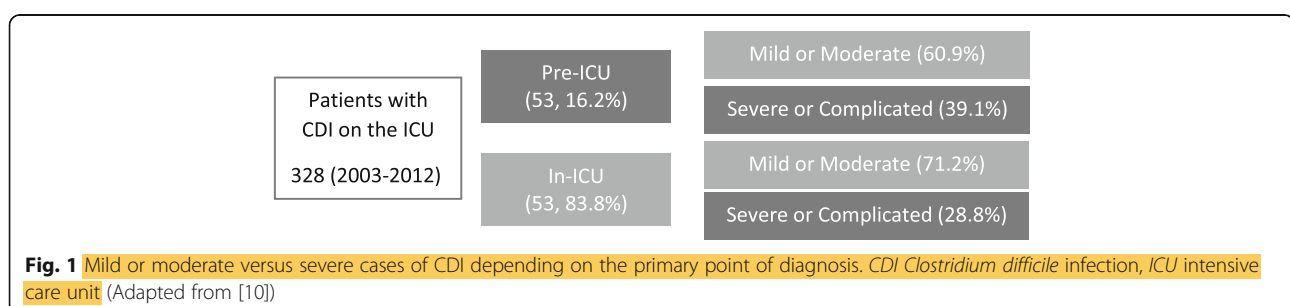 Patients with
CDI on the ICU
328 (2003-2012)
Pre-ICU
(53, 16.2%)
In-ICU
(53, 83.8%)
Mild or Moderate (60.9%)
Severe or Complicated (39.1%)
Mild or Moderate (71.2%)
Severe or Complicated (28.8%)
Fig. 1 Mild or moderate versus severe cases of CDI depending on the primary point of diagnosis. CDI Clostridium difficile infection, ICU intensive
care unit (Adapted from [10])